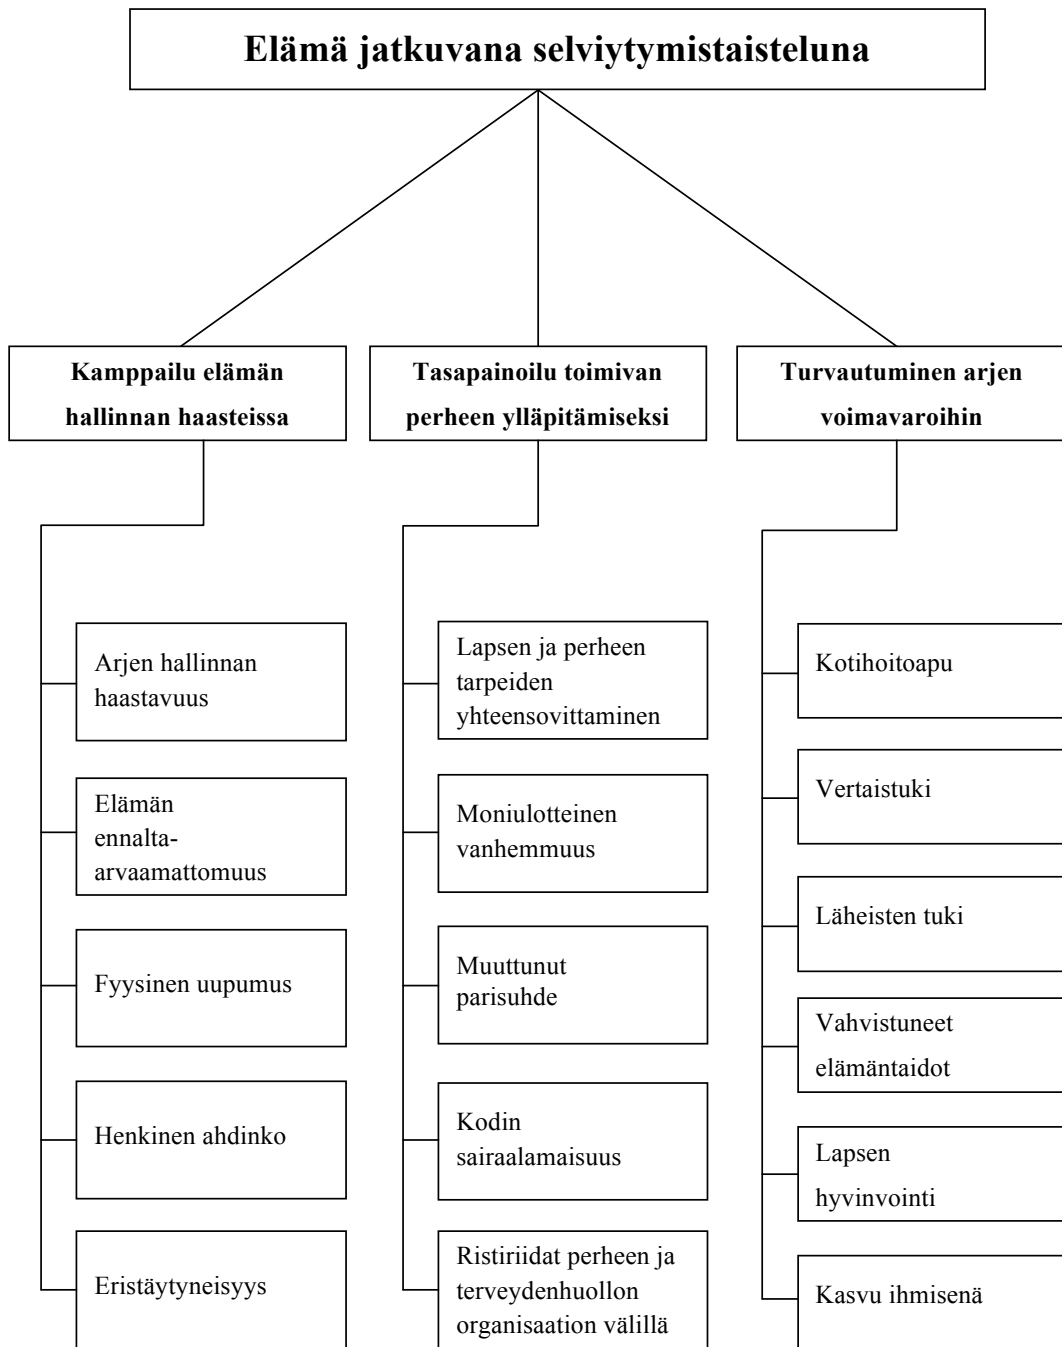 Elämä jatkuvana selviytymistaisteluna
Kamppailu elämän
hallinnan haasteissa
Tasapainoilu toimivan
perheen ylläpitämiseksi
Turvautuminen arjen
voimavaroihin
Arjen hallinnan
haastavuus
Elämän
ennalta-
arvaamattomuus
Fyysinen uupumus
Henkinen ahdinko
Eristäytyneisyys
Lapsen ja perheen
tarpeiden
yhteensovittaminen
Moniulotteinen
vanhemmuus
Muuttunut
parisuhde
Kodin
sairaalamaisuus
Ristiriidat perheen ja
terveydenhuollon
organisaation välillä
Kotihoitoapu
Vertaistuki
Läheisten tuki
Vahvistuneet
elämäntaidot
Lapsen
hyvinvointi
Kasvu ihmisenä